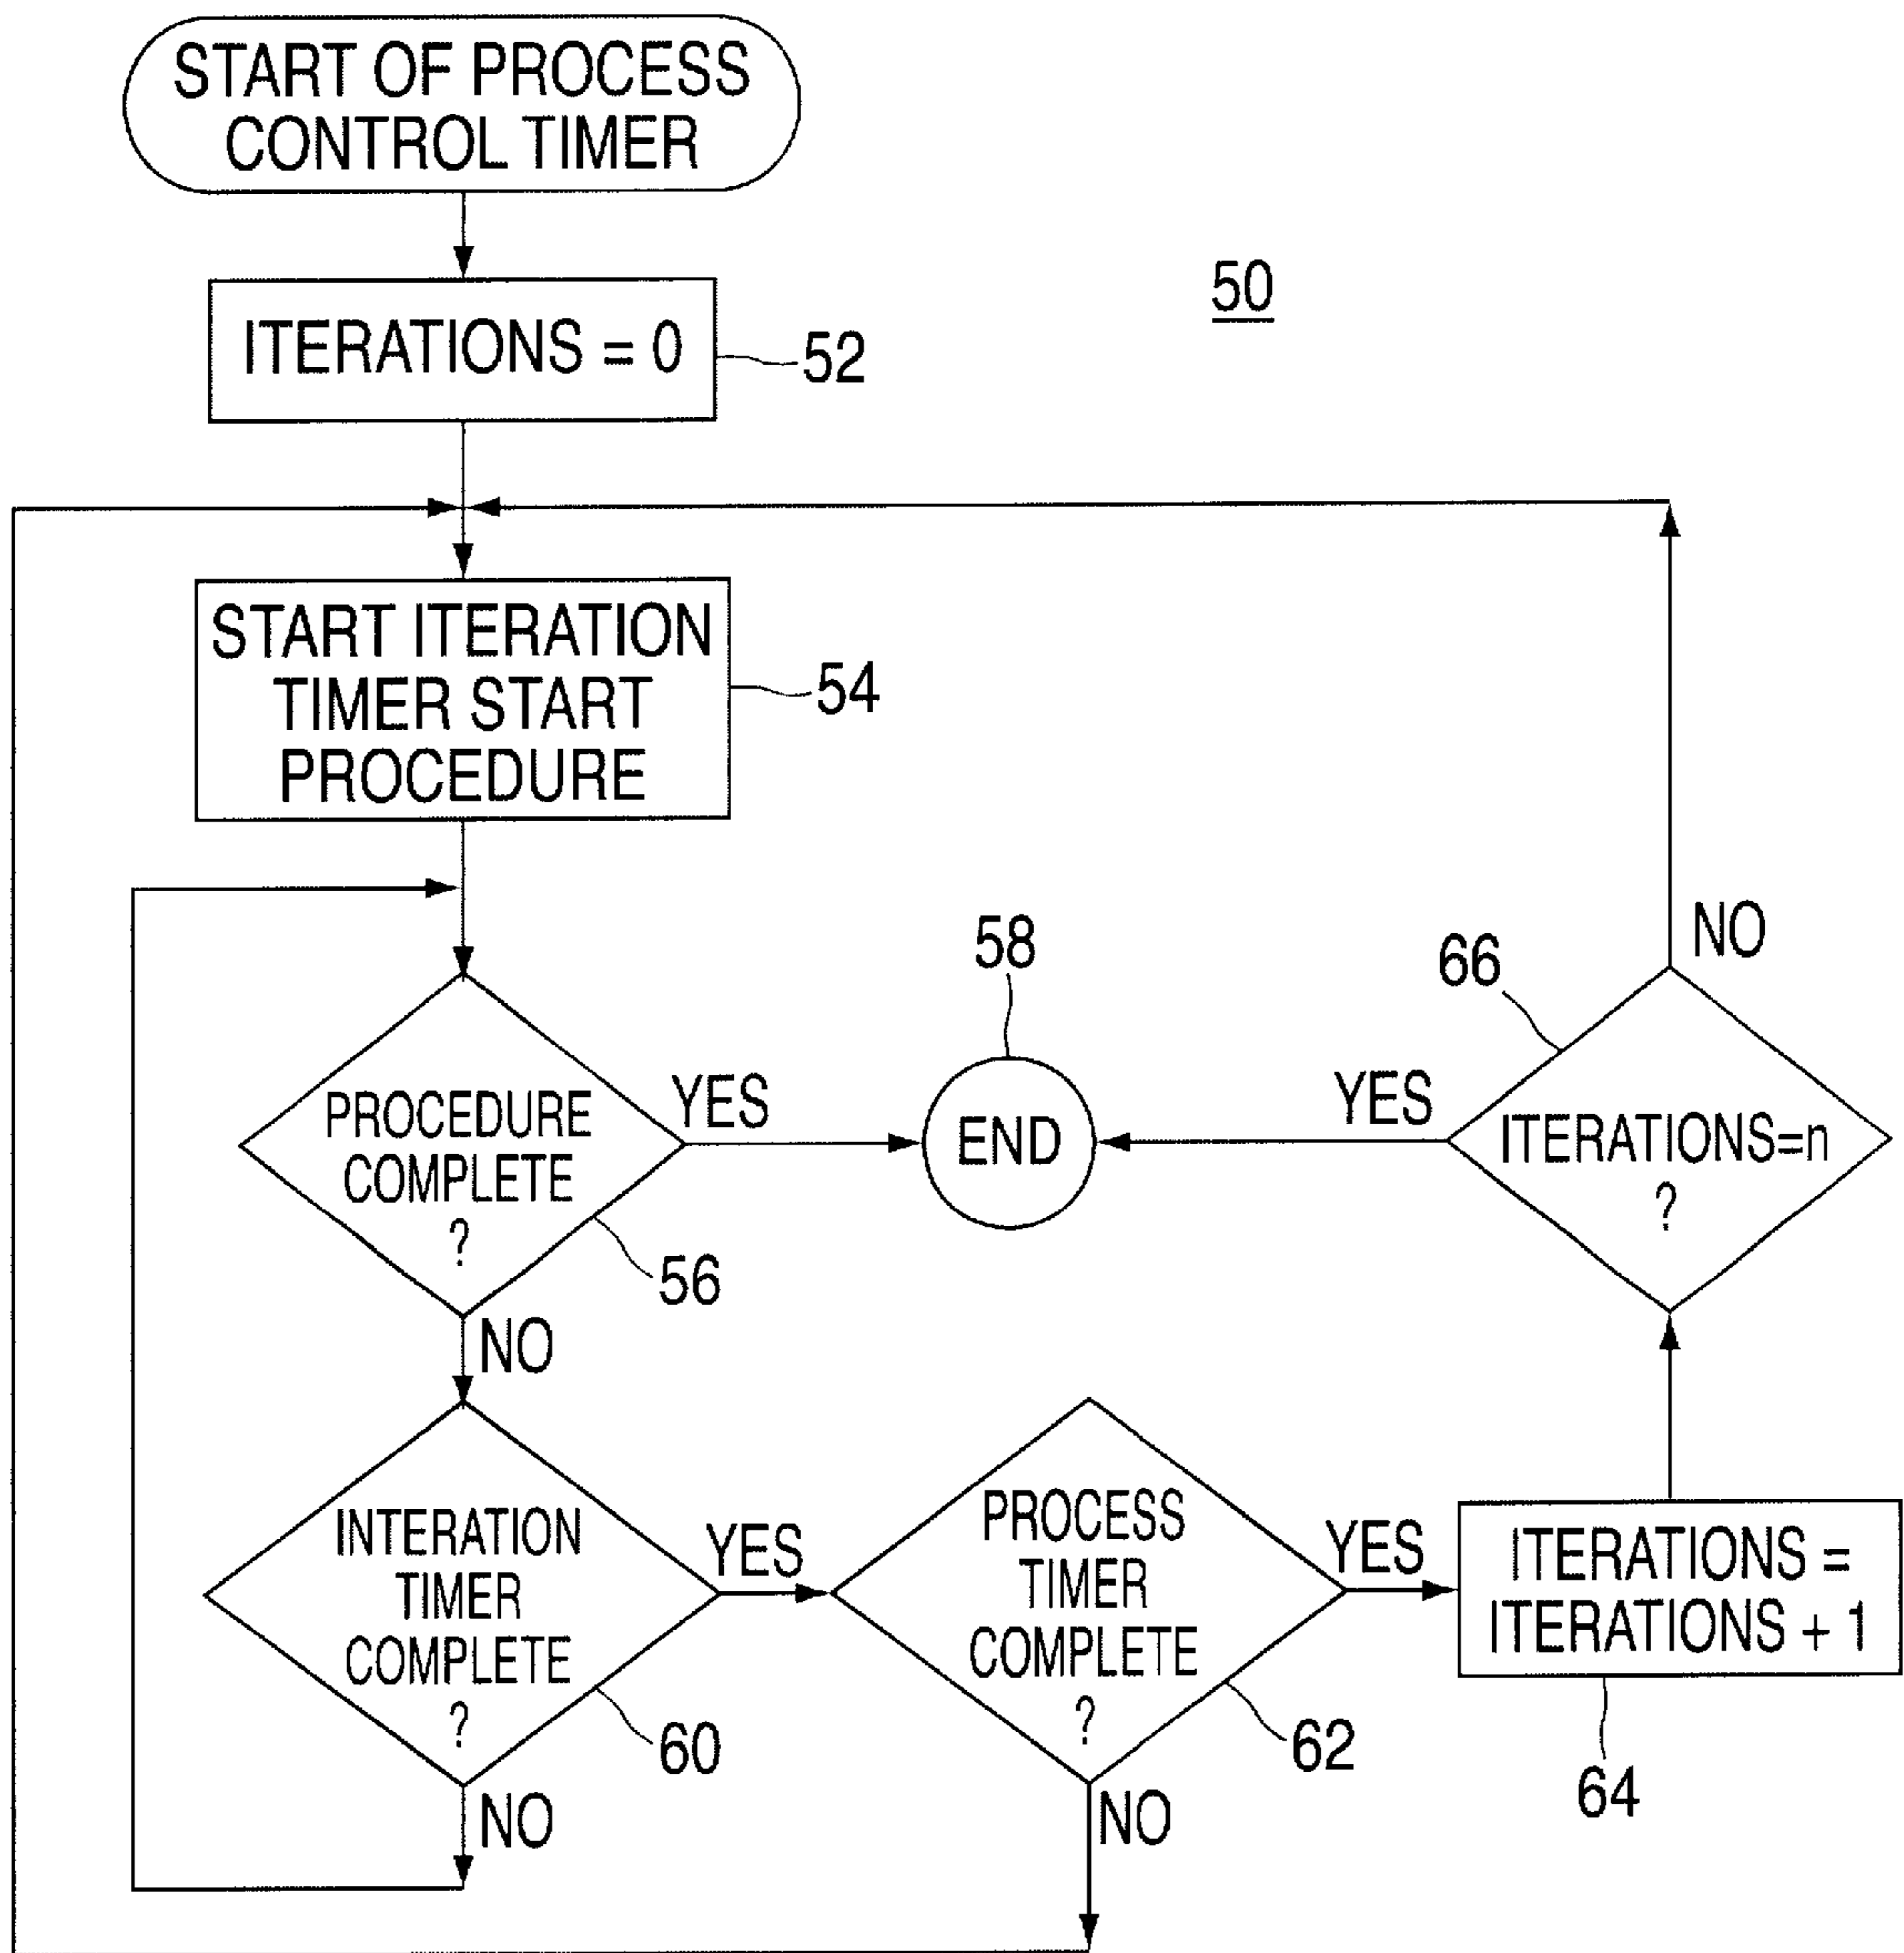 START OF PROCESS
CONTROL TIMER
50
ITERATIONS = 0
52
START ITERATION
TIMER START
PROCEDURE
54
58
66
NO
PROCEDURE
COMPLETE
?
YES
END
YES
ITERATIONS=n
?
56
NO
INTERATION
TIMER
COMPLETE
?
YES
PROCESS
TIMER
COMPLETE
?
YES
ITERATIONS =
ITERATIONS + 1
60
62
64
NO
NO